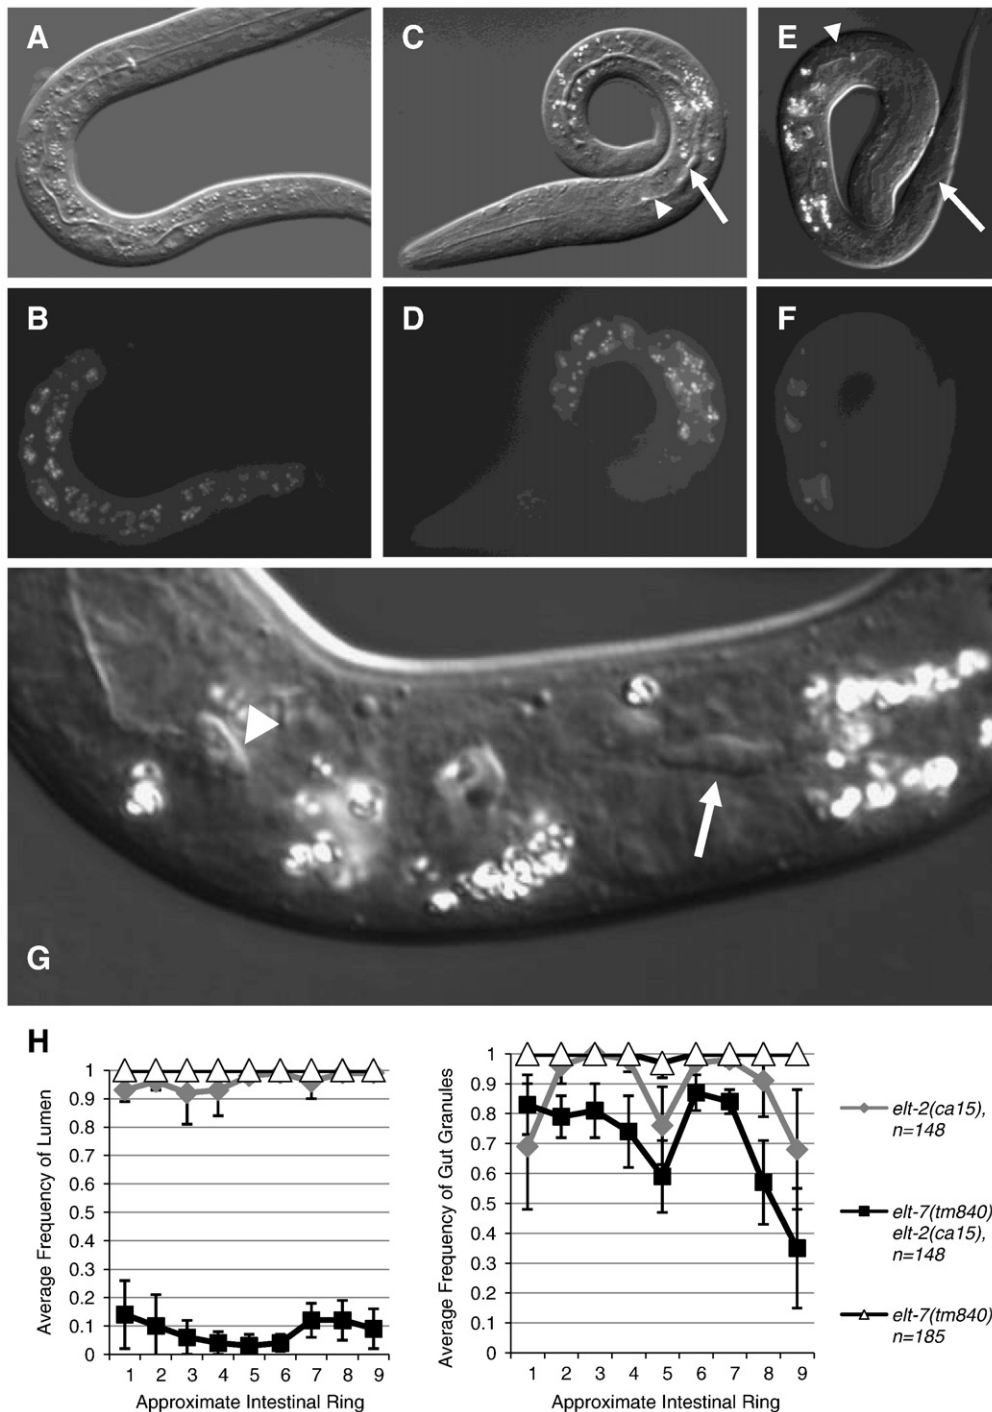 A
C
E
B
D
F
G
H
Average Frequency of Lumen
1
0.9
0.8
0.7
0.6
0.5
0.4
0.3
0.2
0.1
0
1 2 3 4 5 6 7 8 9
Approximate Intestinal Ring
Average Frequency of Gut Granules
1
0.9
0.8
0.7
0.6
0.5
0.4
0.3
0.2
0.1
0
1 2 3 4 5 6 7 8 9
Approximate Intestinal Ring
elt-2(ca15),
n=148
elt-7(tm840)
elt-2(ca15),
n=148
elt-7(tm840)
n=185